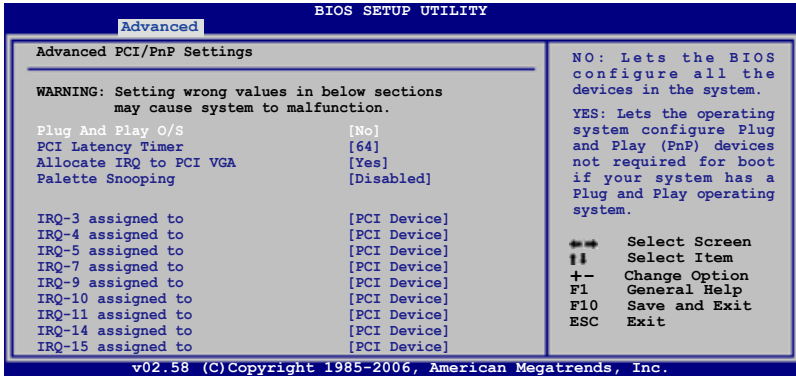 BIOS SETUP UTILITY
Advanced
Advanced PCI/PnP Settings
WARNING: Setting wrong values in below sections
may cause system to malfunction.
Plug And Play O/S [No]
PCI Latency Timer [64]
Allocate IRQ to PCI VGA [Yes]
Palette Snooping [Disabled]
IRQ-3 assigned to [PCI Device]
IRQ-4 assigned to [PCI Device]
IRQ-5 assigned to [PCI Device]
IRQ-7 assigned to [PCI Device]
IRQ-9 assigned to [PCI Device]
IRQ-10 assigned to [PCI Device]
IRQ-11 assigned to [PCI Device]
IRQ-14 assigned to [PCI Device]
IRQ-15 assigned to [PCI Device]
NO: Lets the BIOS
configure all the
devices in the system.
YES: Lets the operating
system configure Plug
and Play (PnP) devices
not required for boot
if your system has a
Plug and Play operating
system.
←→ Select Screen
↑↓ Select Item
+- Change Option
F1 General Help
F10 Save and Exit
ESC Exit
v02.58 (C)Copyright 1985-2006, American Megatrends, Inc.